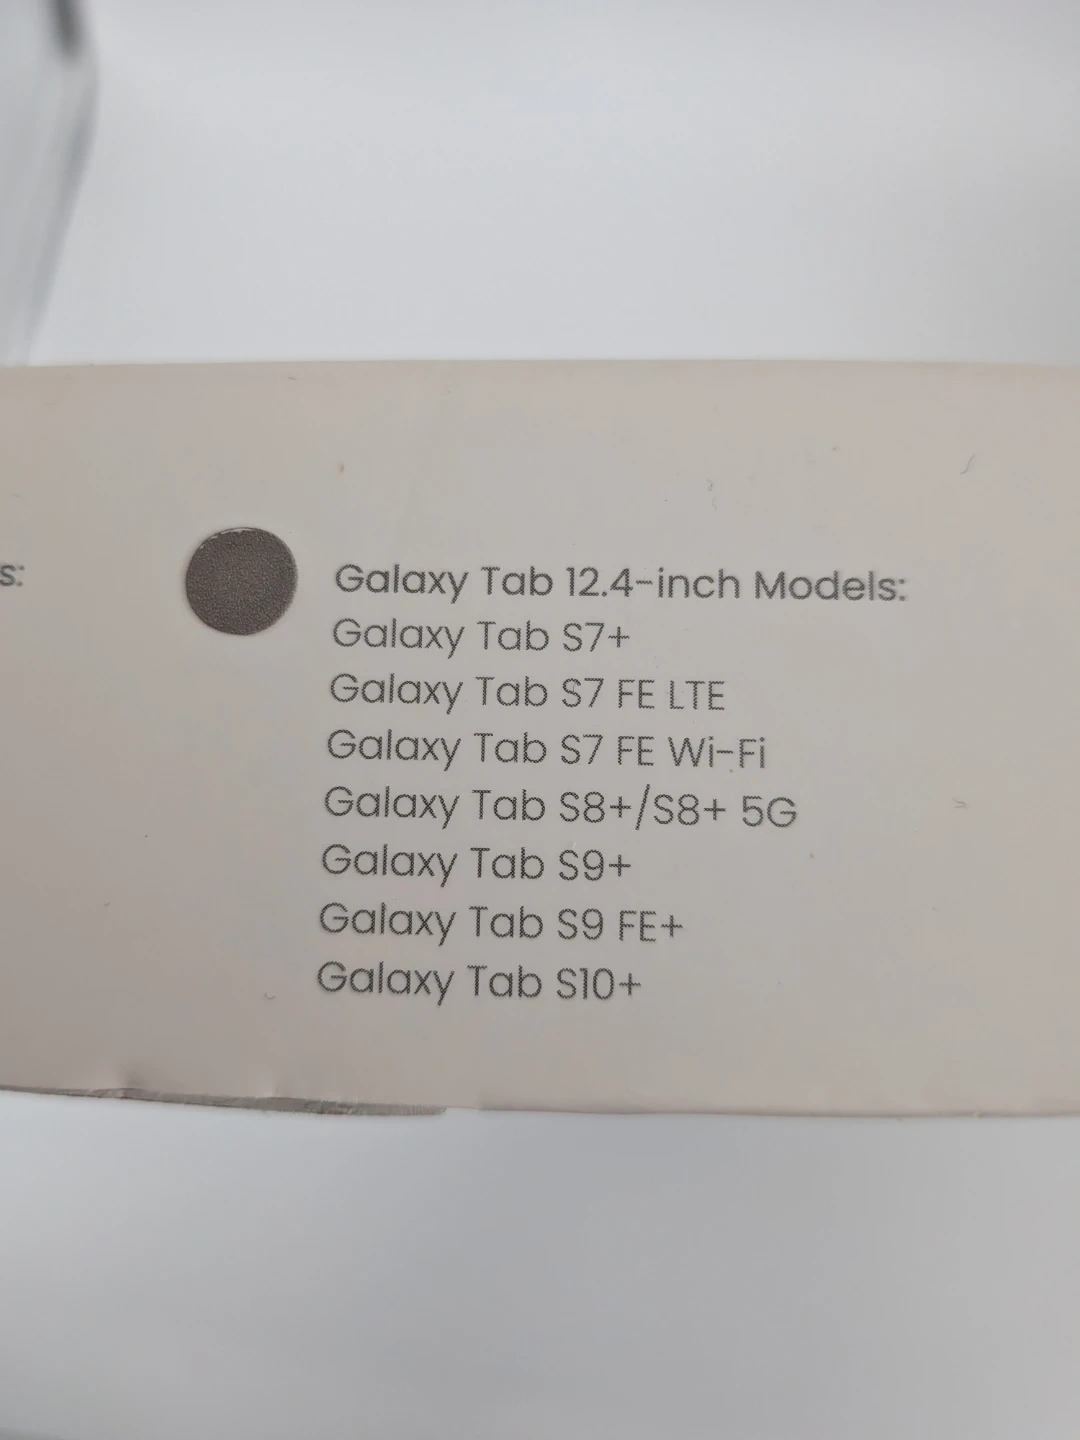 s:
Galaxy Tab 12.4-inch Models:
Galaxy Tab S7+
Galaxy Tab S7 FE LTE
Galaxy Tab S7 FE Wi-Fi
Galaxy Tab S8+/S8+ 5G
Galaxy Tab S9+
Galaxy Tab S9 FE+
Galaxy Tab S10+